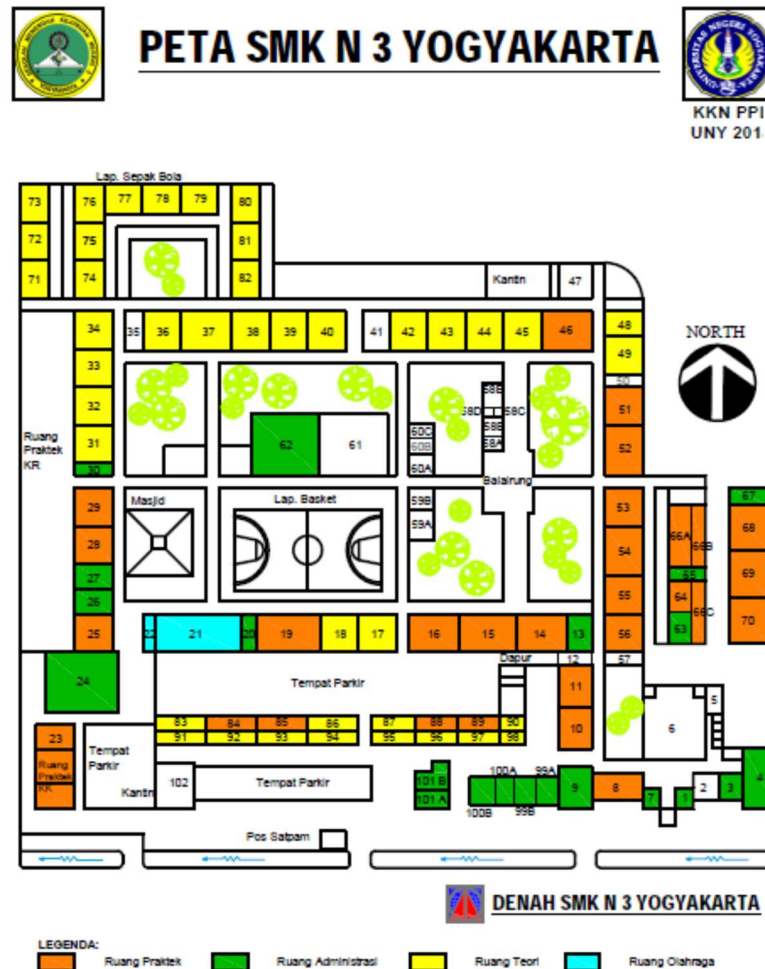 PETA SMK N 3 YOGYAKARTA
KKN PPL
UNY 201
Lap. Sepak Bola
73 76 77 78 79 80
72 75 81
71 74 82
Kantin 47
34 35 36 37 38 39 40 41 42 43 44 45 46 48
NORTH
33 49
50
32 58E 51
58D 58C
31 62 61 60C 58B 52
60B 58A
Ruang
Praktek
KR
30 60A
Balairung
29 Masjid Lap. Basket 59B 53 67
28 59A 54 66A 66B 68
27 65 69
26 55 64 66C
25 22 21 20 19 18 17 16 15 14 13 56 63 70
Dapur 12 57
24 Tempat Parkir 11
5
83 84 85 86 87 88 89 90 10 6
91 92 93 94 95 96 97 98
23
Ruang
Praktek
KK
Tempat
Parkir
Kantin 102 Tempat Parkir
101 B 100A 99A 9 8 2 3 4
101 A 7 1
100B 99B
Pos Satpam
DENAH SMK N 3 YOGYAKARTA
LEGENDA:
Ruang Praktek Ruang Administrasi Ruang Teori Ruang Olahraga